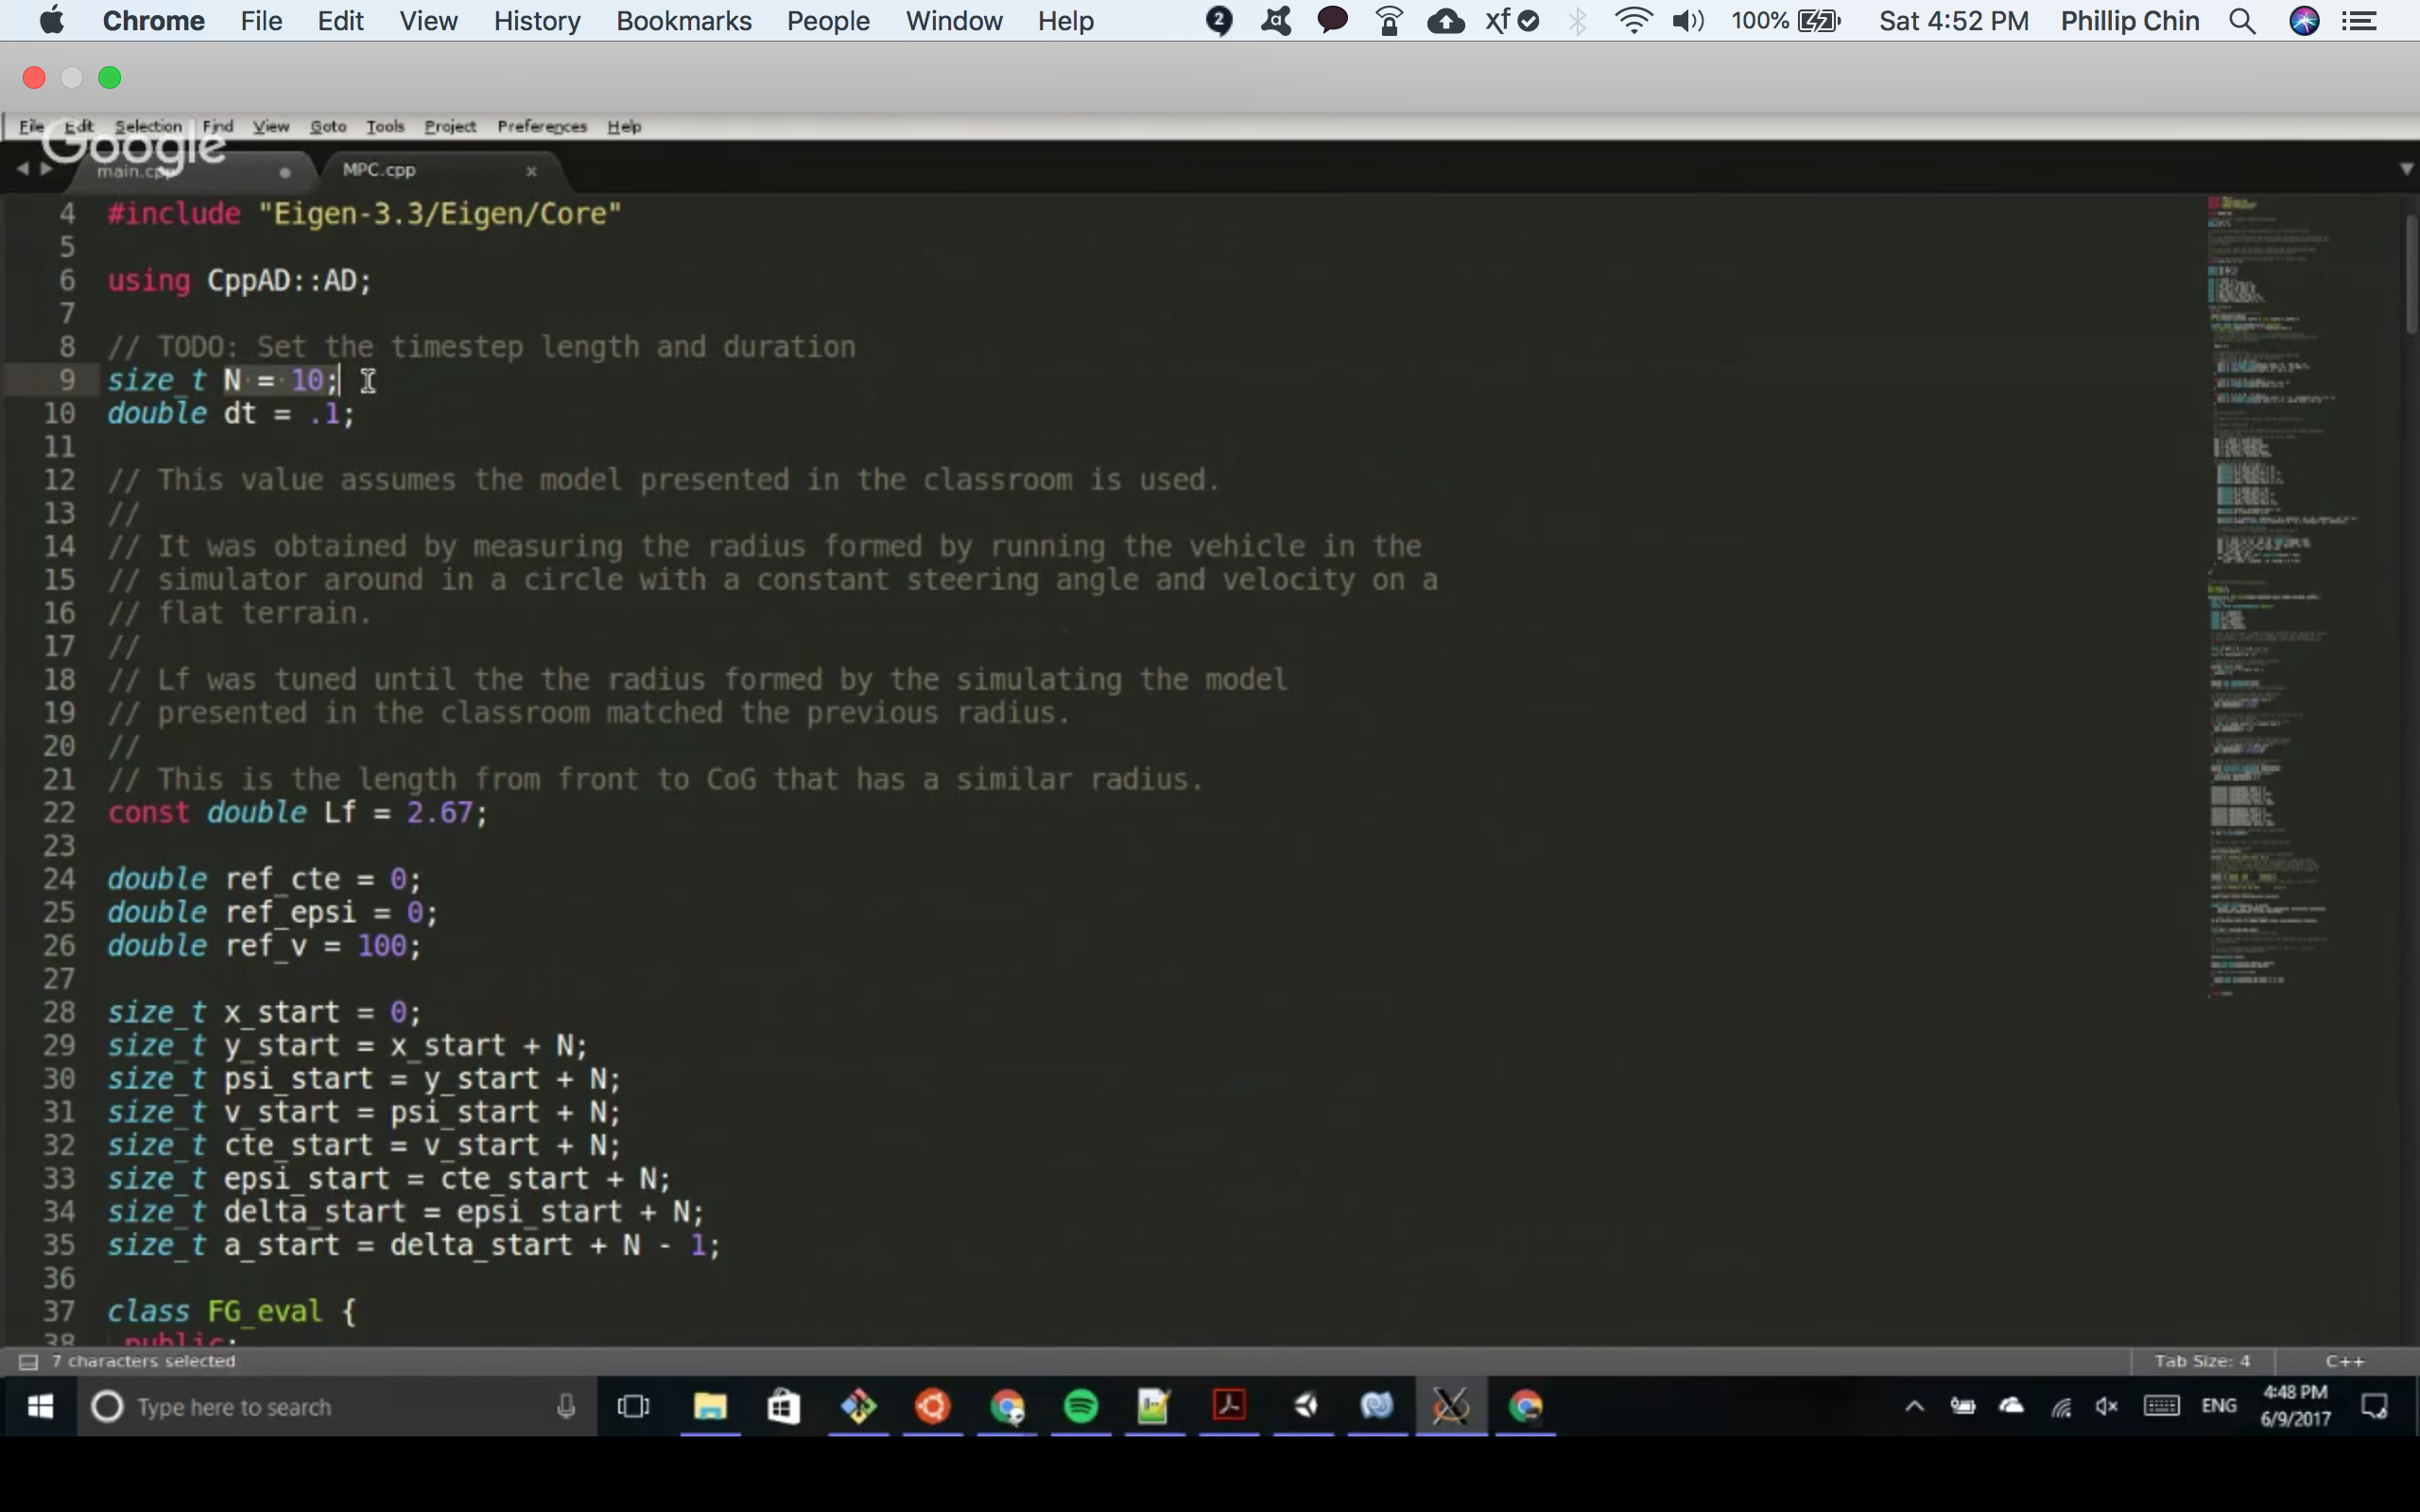 Chrome File Edit View History Bookmarks People Window Help 2 xf 100% Sat 4:52 PM Phillip Chin
File Edit Selection Find View Goto Tools Project Preferences Help
Google
main.cpp MPC.cpp
4 #include "Eigen-3.3/Eigen/Core"
5
6 using CppAD::AD;
7
8 // TODO: Set the timestep length and duration
9 size_t N = 10;
10 double dt = .1;
11
12 // This value assumes the model presented in the classroom is used.
13 //
14 // It was obtained by measuring the radius formed by running the vehicle in the
15 // simulator around in a circle with a constant steering angle and velocity on a
16 // flat terrain.
17 //
18 // Lf was tuned until the the radius formed by the simulating the model
19 // presented in the classroom matched the previous radius.
20 //
21 // This is the length from front to CoG that has a similar radius.
22 const double Lf = 2.67;
23
24 double ref_cte = 0;
25 double ref_epsi = 0;
26 double ref_v = 100;
27
28 size_t x_start = 0;
29 size_t y_start = x_start + N;
30 size_t psi_start = y_start + N;
31 size_t v_start = psi_start + N;
32 size_t cte_start = v_start + N;
33 size_t epsi_start = cte_start + N;
34 size_t delta_start = epsi_start + N;
35 size_t a_start = delta_start + N - 1;
36
37 class FG_eval {
38 public:
7 characters selected Tab Size: 4 C++
Type here to search ENG 4:48 PM
6/9/2017